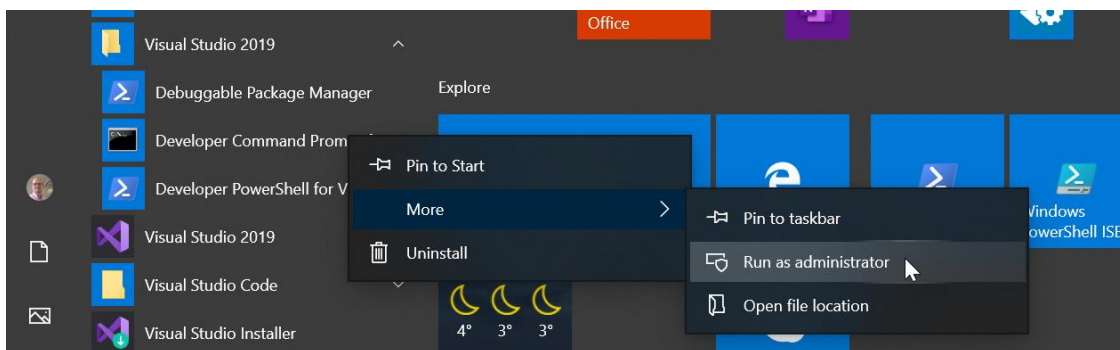 Visual Studio 2019
Debuggable Package Manager
Developer Command Prom
Developer PowerShell for V
Visual Studio 2019
Visual Studio Code
Visual Studio Installer
Office
Explore
Pin to Start
More
Uninstall
Pin to taskbar
Run as administrator
Open file location
Windows
PowerShell ISE
4° 3° 3°